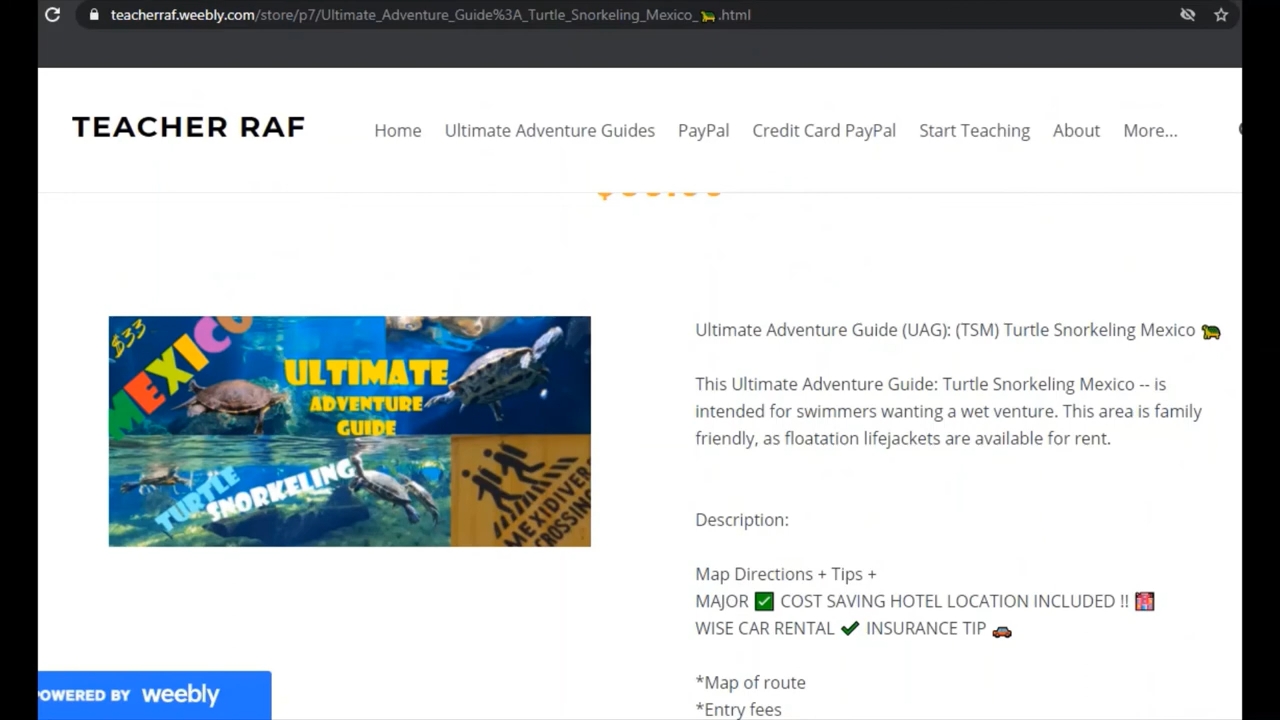 teacherraf.weebly.com/store/p7/Ultimate_Adventure_Guide%3A_Turtle_Snorkeling_Mexico_🐢.html
TEACHER RAF
Home
Ultimate Adventure Guides
PayPal
Credit Card PayPal
Start Teaching
About
More...
$33
MEXICO
ULTIMATE
ADVENTURE
GUIDE
TURTLE
SNORKELING
MEXIDIVER
CROSSING
Ultimate Adventure Guide (UAG): (TSM) Turtle Snorkeling Mexico 🐢
This Ultimate Adventure Guide: Turtle Snorkeling Mexico -- is
intended for swimmers wanting a wet venture. This area is family
friendly, as floatation lifejackets are available for rent.
Description:
Map Directions + Tips +
MAJOR ✅ COST SAVING HOTEL LOCATION INCLUDED !! 🏩
WISE CAR RENTAL ✔ INSURANCE TIP 🚗
*Map of route
*Entry fees
POWERED BY weebly